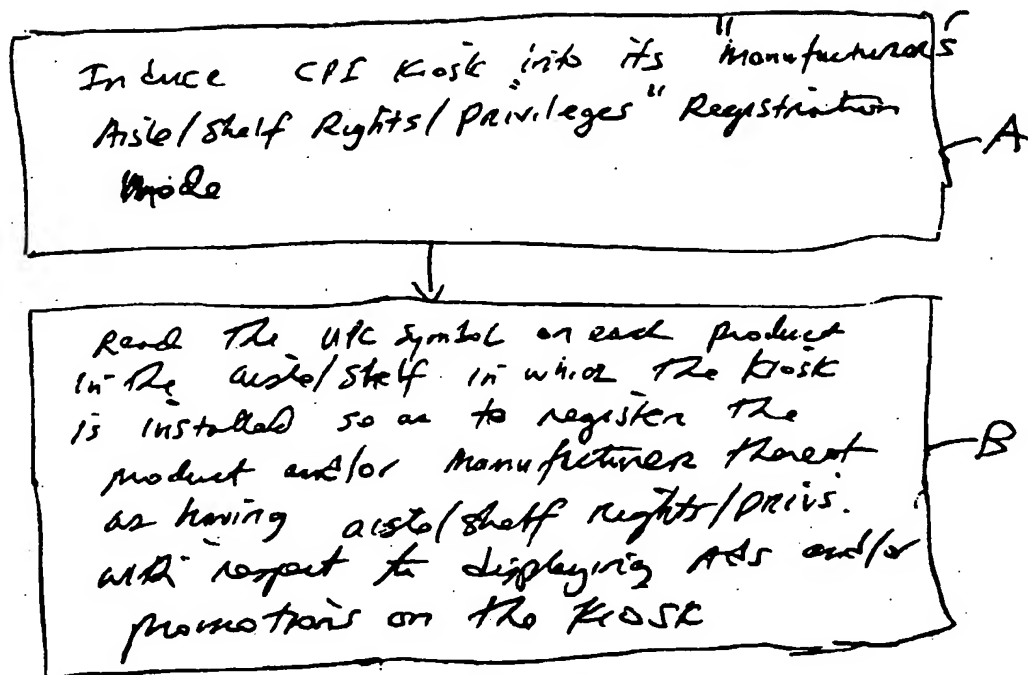 Induce CPI Kiosk into its "Manufacturers
Aisle/Shelf Rights/Privileges" Registration
Mode
A
Read the UPC symbol on each product
in the aisle/shelf in which the kiosk
is installed so as to register the
product and/or Manufacturer thereof
as having aisle/shelf rights/privs.
with respect to displaying Ads and/or
promotions on the Kiosk
B